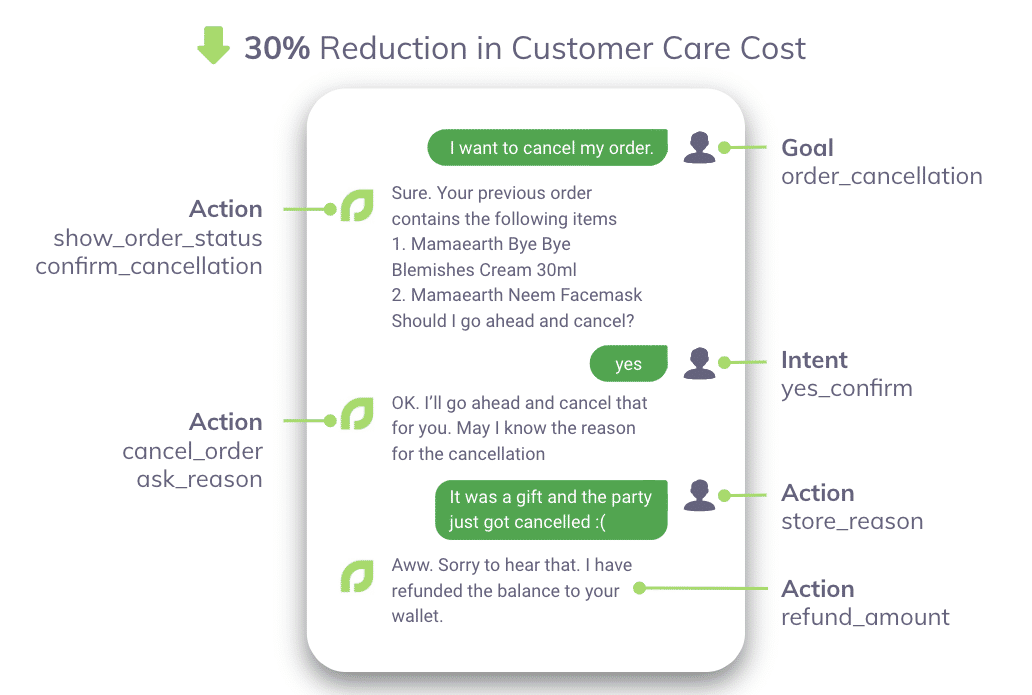 30% Reduction in Customer Care Cost
I want to cancel my order.
Goal
order_cancellation
Action
show_order_status
confirm_cancellation
Sure. Your previous order
contains the following items
1. Mamaearth Bye Bye
Blemishes Cream 30ml
2. Mamaearth Neem Facemask
Should I go ahead and cancel?
yes
Intent
yes_confirm
Action
cancel_order
ask_reason
OK. I’ll go ahead and cancel that
for you. May I know the reason
for the cancellation
It was a gift and the party
just got cancelled :(
Action
store_reason
Aww. Sorry to hear that. I have
refunded the balance to your
wallet.
Action
refund_amount